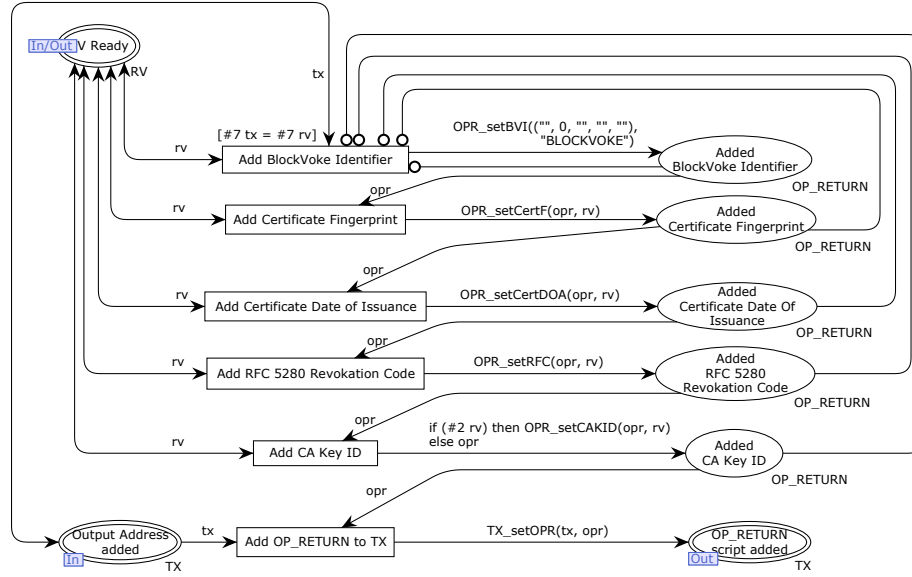 In/Out
V Ready
RV
tx
[#7 tx = #7 rv]
OPR_setBVI(("", 0, "", "", ""),
"BLOCKVOKE")
rv
Add BlockVoke Identifier
Added
BlockVoke Identifier
OP_RETURN
opr
rv
Add Certificate Fingerprint
OPR_setCertF(opr, rv)
Added
Certificate Fingerprint
OP_RETURN
opr
rv
Add Certificate Date of Issuance
OPR_setCertDOA(opr, rv)
Added
Certificate Date Of
Issuance
OP_RETURN
opr
rv
Add RFC 5280 Revokation Code
OPR_setRFC(opr, rv)
Added
RFC 5280
Revokation Code
OP_RETURN
opr
rv
Add CA Key ID
if (#2 rv) then OPR_setCAKID(opr, rv)
else opr
Added
CA Key ID
OP_RETURN
opr
Output Address
added
In
TX
tx
Add OP_RETURN to TX
TX_setOPR(tx, opr)
OP_RETURN
script added
Out
TX